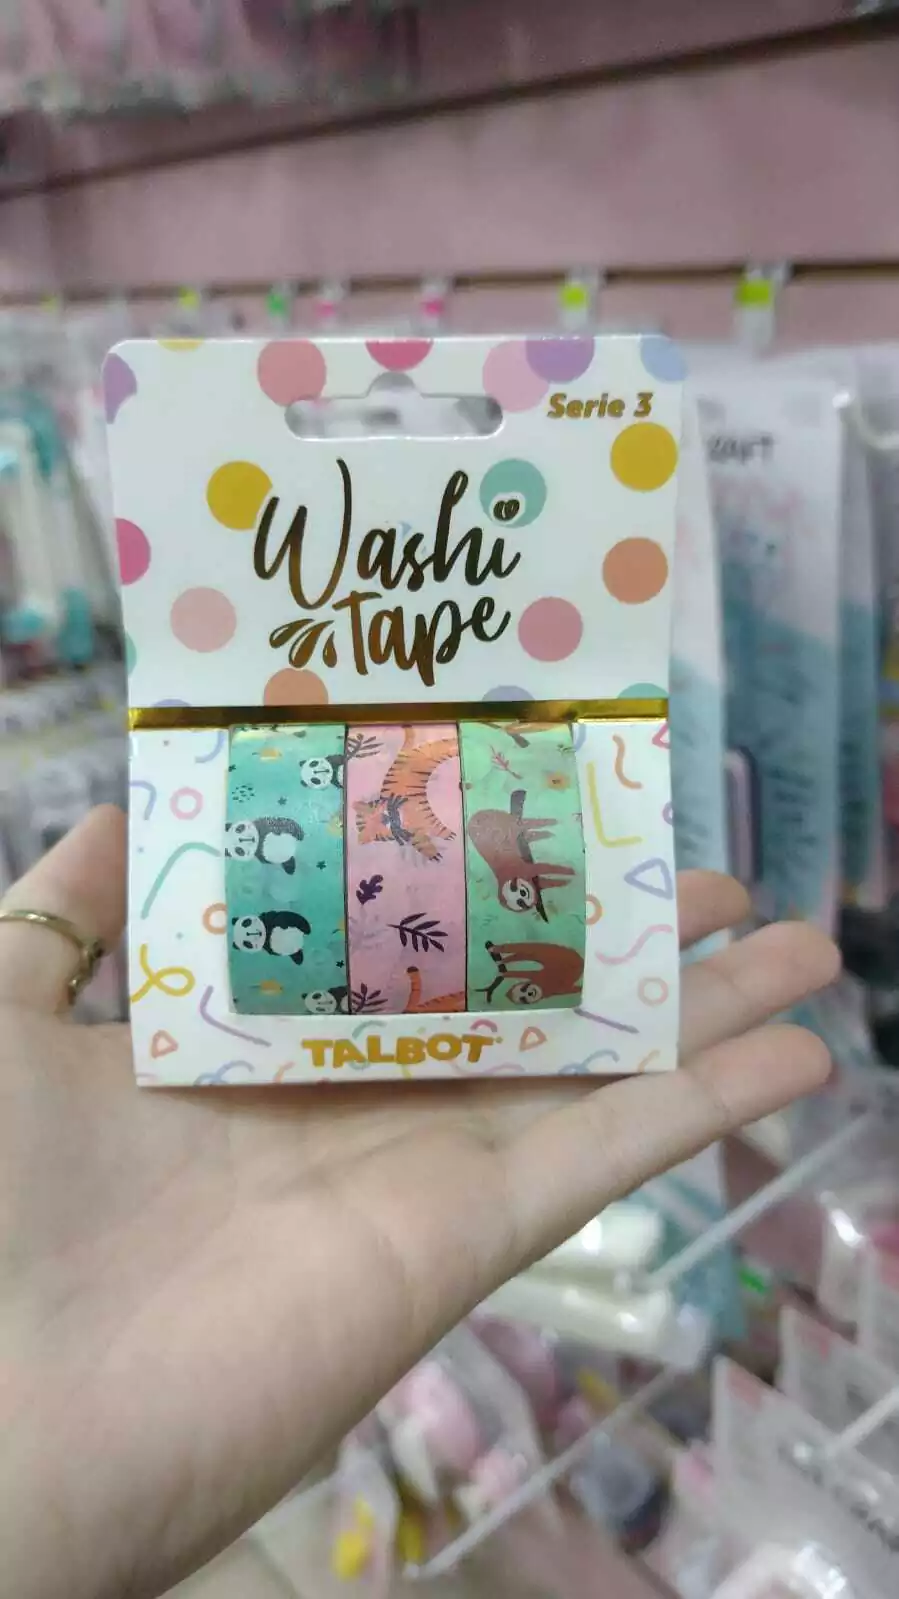 Serie 3
Washi
Tape
TALBOT